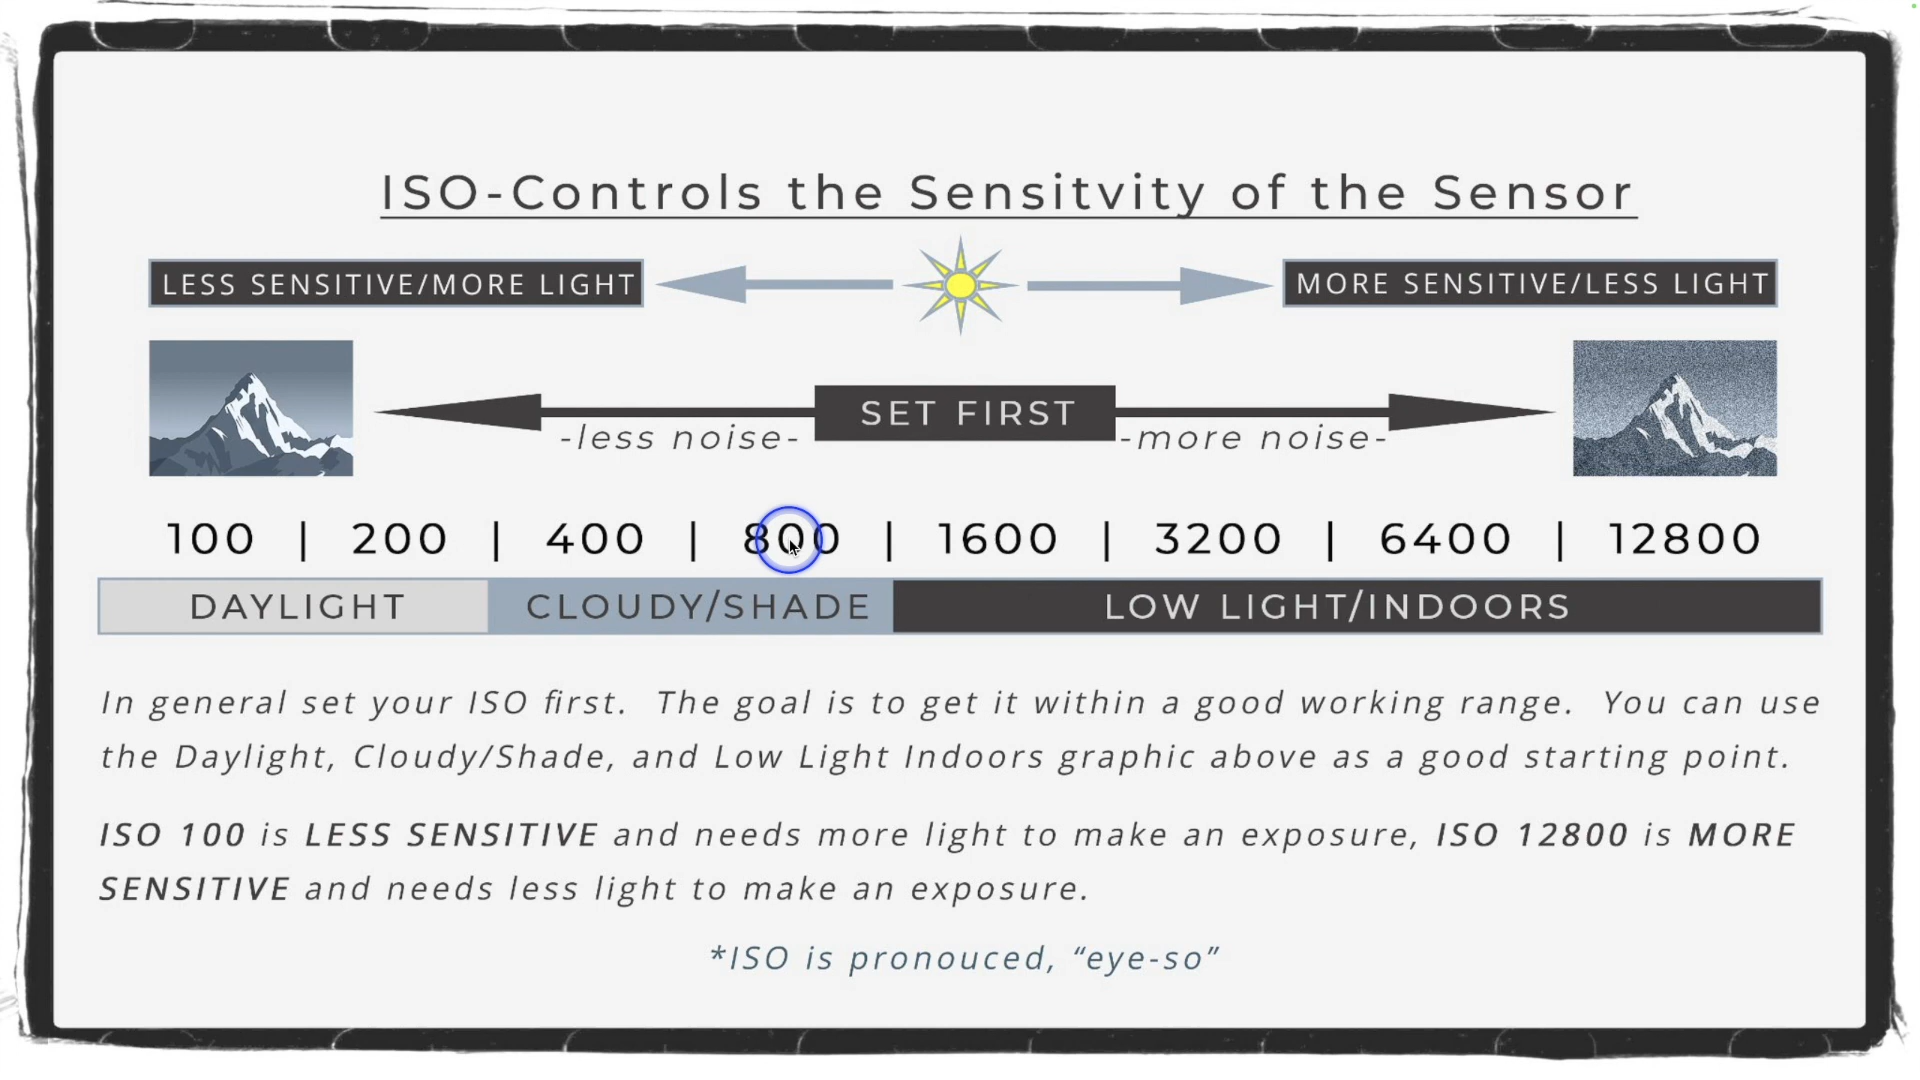 ISO-Controls the Sensitvity of the Sensor
LESS SENSITIVE/MORE LIGHT
MORE SENSITIVE/LESS LIGHT
SET FIRST
-less noise-
-more noise-
100 | 200 | 400 | 800 | 1600 | 3200 | 6400 | 12800
DAYLIGHT
CLOUDY/SHADE
LOW LIGHT/INDOORS
In general set your ISO first. The goal is to get it within a good working range. You can use
the Daylight, Cloudy/Shade, and Low Light Indoors graphic above as a good starting point.
ISO 100 is LESS SENSITIVE and needs more light to make an exposure, ISO 12800 is MORE
SENSITIVE and needs less light to make an exposure.
*ISO is pronouced, “eye-so”